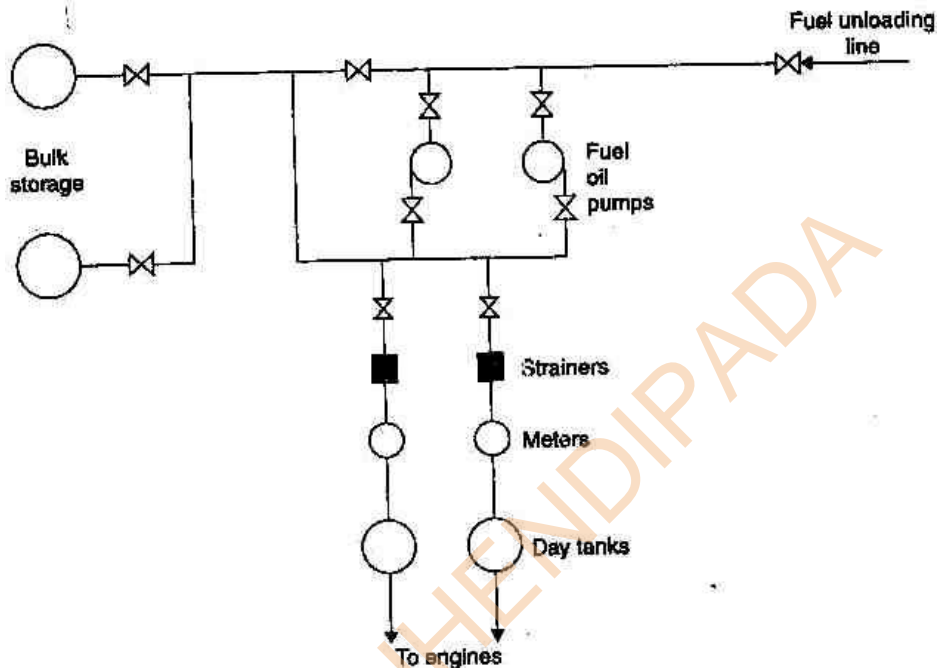 Fuel unloading
line
Bulk
storage
Fuel
oil
pumps
Strainers
Meters
Day tanks
To engines
HENDIPADA